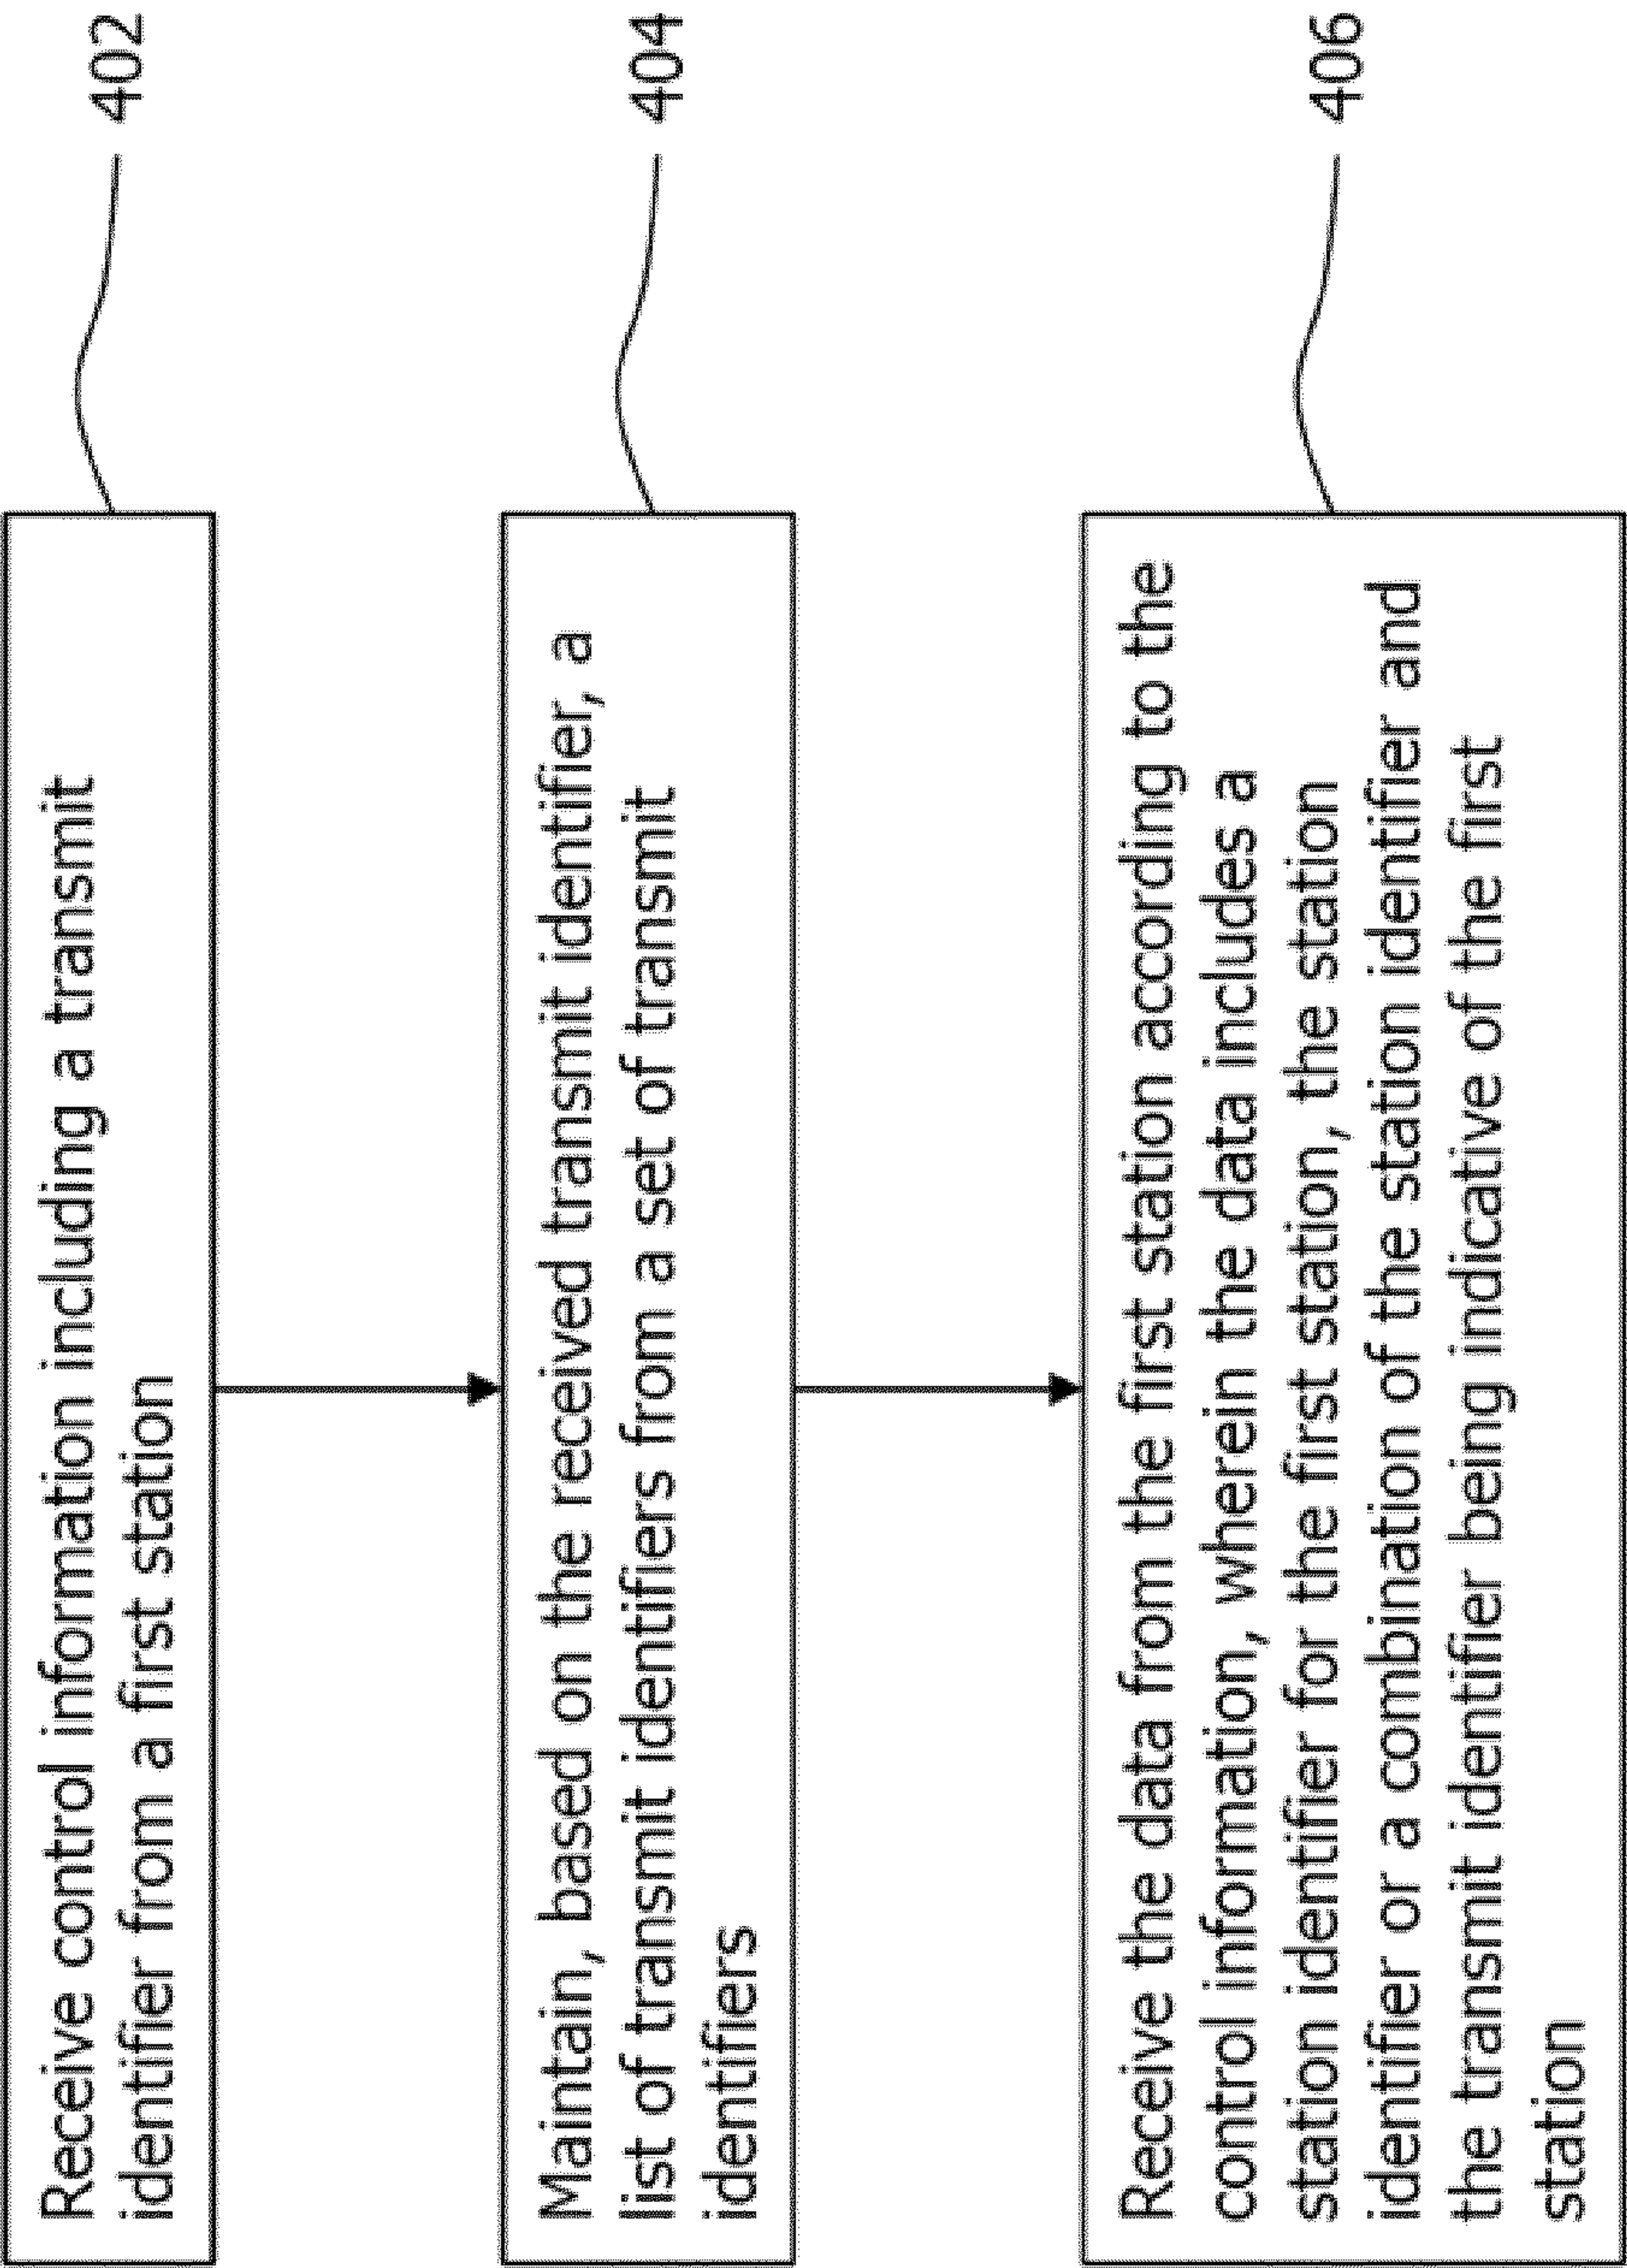 Receive control information including a transmit
identifier from a first station
402
Maintain, based on the received transmit identifier, a
list of transmit identifiers from a set of transmit
identifiers
404
Receive the data from the first station according to the
control information, wherein the data includes a
station identifier for the first station, the station
identifier or a combination of the station identifier and
the transmit identifier being indicative of the first
station
406